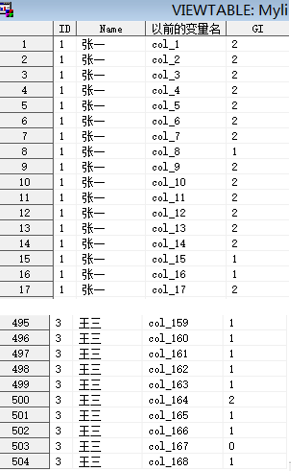 VIEWTABLE: Myli
ID Name 以前的变量名 GI
1 1 张一 col_1 2
2 1 张一 col_2 2
3 1 张一 col_3 2
4 1 张一 col_4 2
5 1 张一 col_5 2
6 1 张一 col_6 2
7 1 张一 col_7 2
8 1 张一 col_8 1
9 1 张一 col_9 2
10 1 张一 col_10 2
11 1 张一 col_11 2
12 1 张一 col_12 2
13 1 张一 col_13 2
14 1 张一 col_14 2
15 1 张一 col_15 1
16 1 张一 col_16 1
17 1 张一 col_17 2
495 3 王三 col_159 1
496 3 王三 col_160 1
497 3 王三 col_161 1
498 3 王三 col_162 1
499 3 王三 col_163 1
500 3 王三 col_164 2
501 3 王三 col_165 1
502 3 王三 col_166 1
503 3 王三 col_167 0
504 3 王三 col_168 1